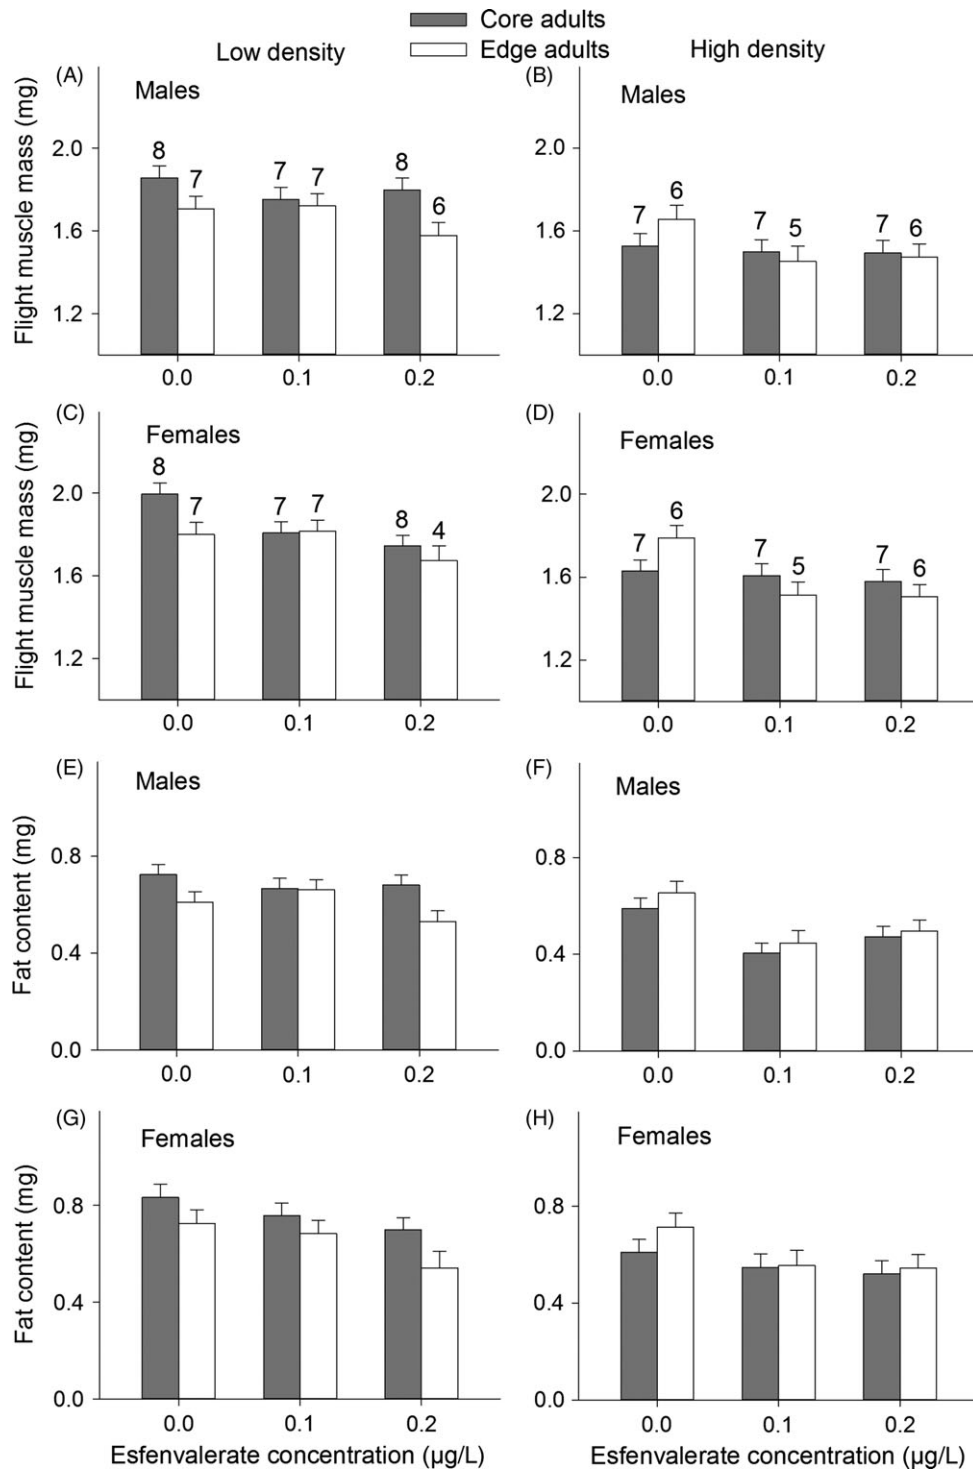 Core adults
Edge adults
Low density
High density
(A)
Males
Flight muscle mass (mg)
2.0
1.6
1.2
8
7
7
7
8
6
0.0
0.1
0.2
(B)
Males
2.0
1.6
1.2
7
6
7
5
7
6
0.0
0.1
0.2
(C)
Females
Flight muscle mass (mg)
2.0
1.6
1.2
8
7
7
7
8
4
0.0
0.1
0.2
(D)
Females
2.0
1.6
1.2
7
6
7
5
7
6
0.0
0.1
0.2
(E)
Males
Fat content (mg)
0.8
0.4
0.0
0.0
0.1
0.2
(F)
Males
0.8
0.4
0.0
0.0
0.1
0.2
(G)
Females
Fat content (mg)
0.8
0.4
0.0
0.0
0.1
0.2
Esfenvalerate concentration (µg/L)
(H)
Females
0.8
0.4
0.0
0.0
0.1
0.2
Esfenvalerate concentration (µg/L)